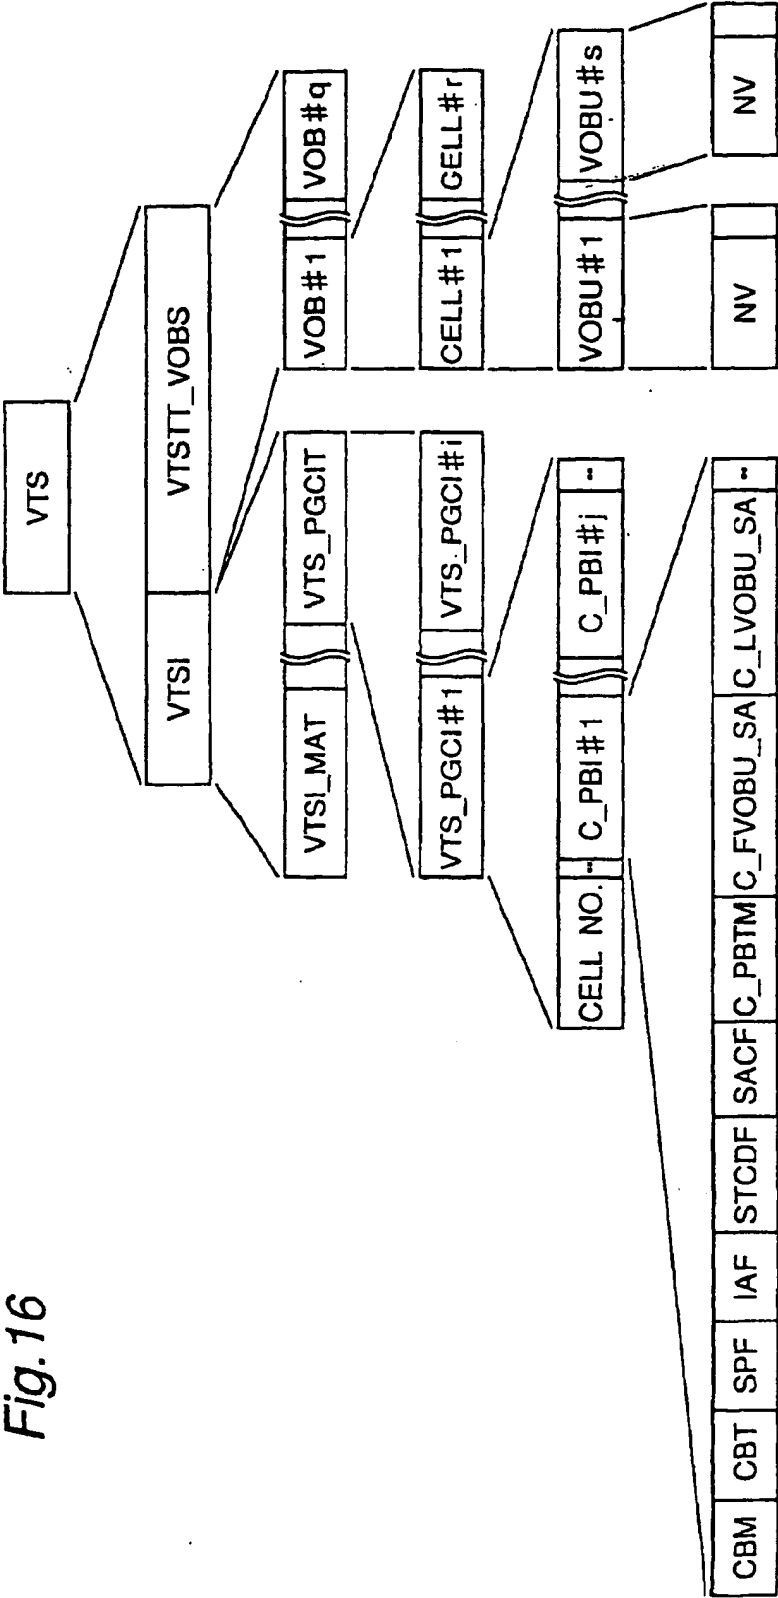 Fig.16
VTS
VTSI VTSTT_VOBS
VTSI_MAT VTS_PGCIT VOB#1 VOB#q
VTS_PGCI#1 VTS_PGCI#i CELL#1 CELL#r
CELL NO. -- C_PBI#1 C_PBI#j -- VOBU#1 VOBU#s
CBM CBT SPF IAF STCDF SACF C_PBTM C_FVOBU_SA C_LVOBU_SA -- NV NV